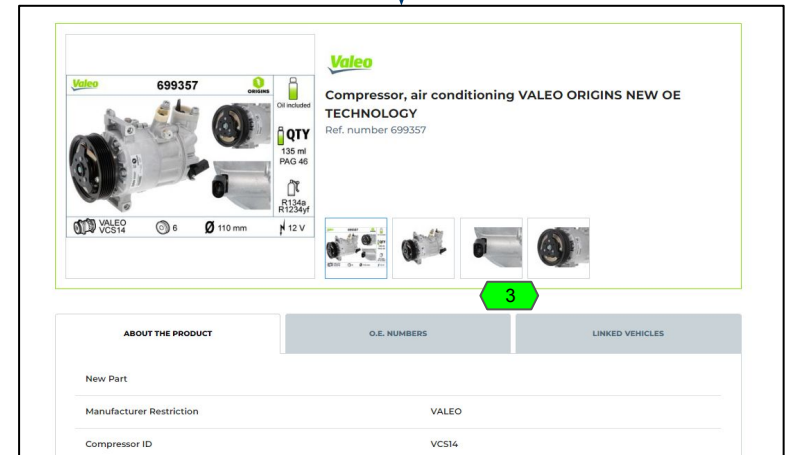 Valeo
699357
ORIGINS
Oil included
QTY
135 ml
PAG 46
R134a
R1234yf
VALEO
VCS14
6
Ø 110 mm
12 V
Valeo
Compressor, air conditioning VALEO ORIGINS NEW OE
TECHNOLOGY
Ref. number 699357
3
ABOUT THE PRODUCT
O.E. NUMBERS
LINKED VEHICLES
New Part
Manufacturer Restriction VALEO
Compressor ID VCS14